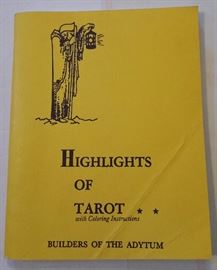 HIGHLIGHTS
OF
TAROT
with Coloring Instructions
BUILDERS OF THE ADYTUM